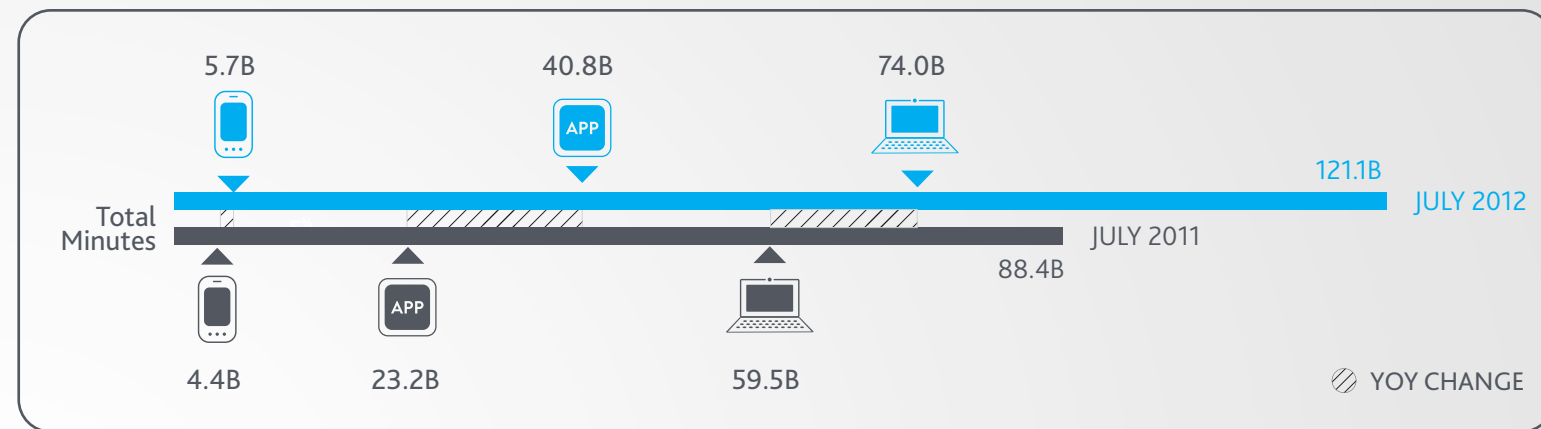 5.7B
40.8B
74.0B
APP
121.1B
JULY 2012
Total
Minutes
JULY 2011
88.4B
APP
4.4B
23.2B
59.5B
YOY CHANGE